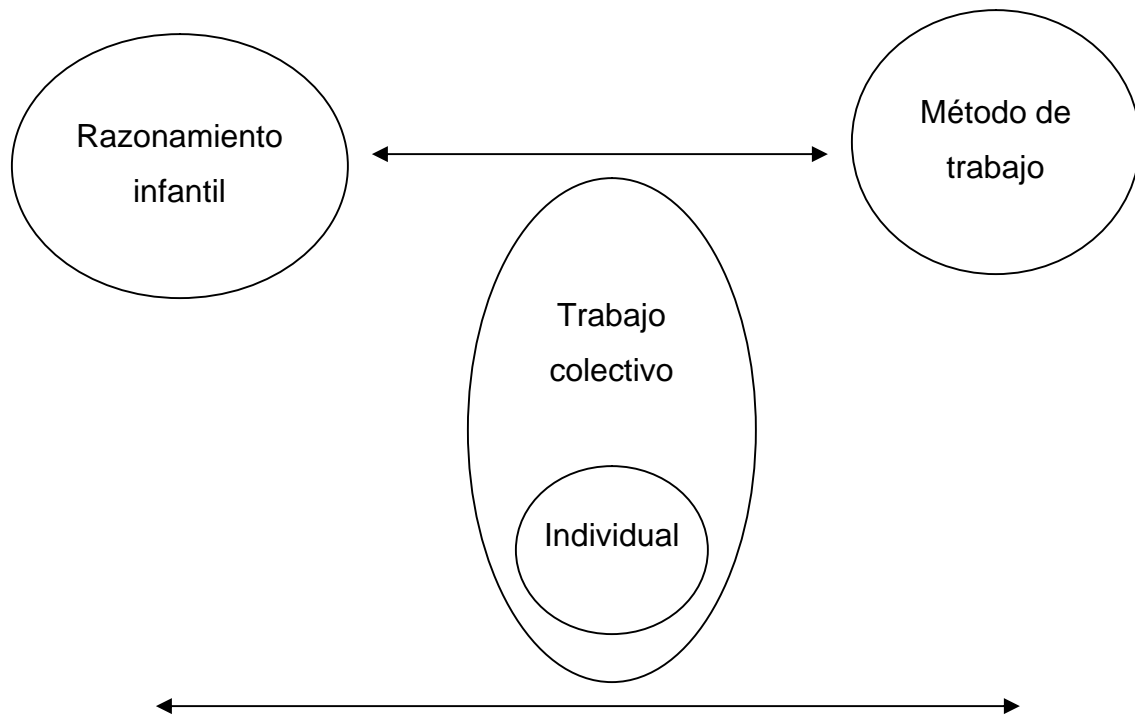 Razonamiento
infantil
Método de
trabajo
Trabajo
colectivo
Individual